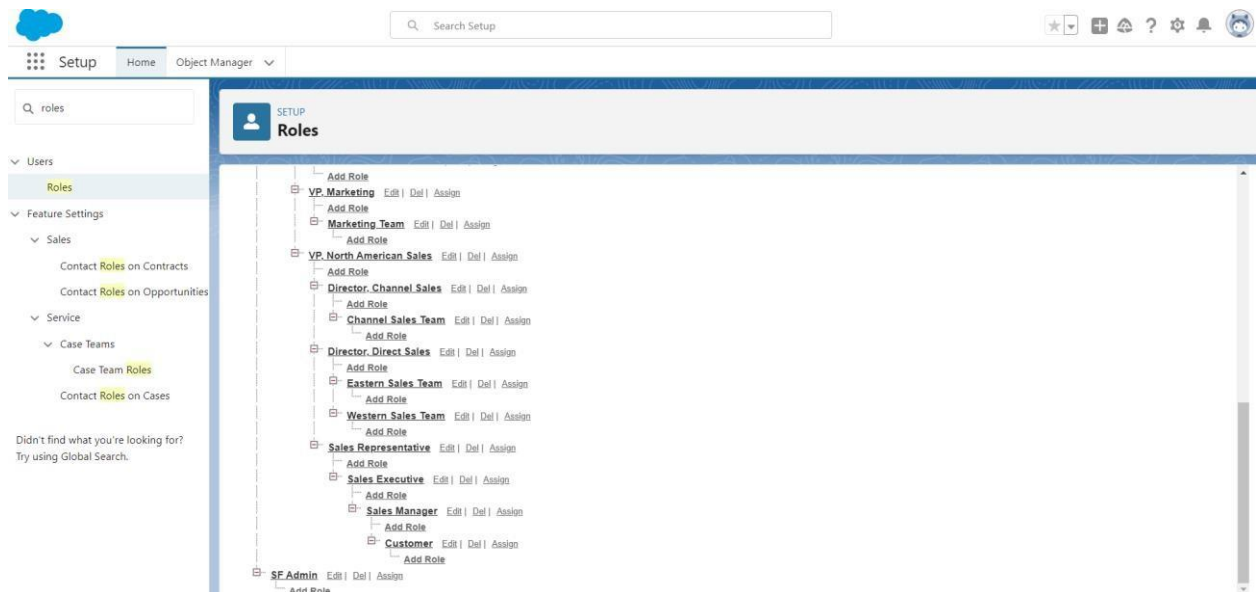 Search Setup
Setup Home Object Manager
roles
Users
Roles
Feature Settings
Sales
Contact Roles on Contracts
Contact Roles on Opportunities
Service
Case Teams
Case Team Roles
Contact Roles on Cases
Didn't find what you're looking for?
Try using Global Search.
SETUP
Roles
Add Role
VP, Marketing Edit | Del | Assign
Add Role
Marketing Team Edit | Del | Assign
Add Role
VP, North American Sales Edit | Del | Assign
Add Role
Director, Channel Sales Edit | Del | Assign
Add Role
Channel Sales Team Edit | Del | Assign
Add Role
Director, Direct Sales Edit | Del | Assign
Add Role
Eastern Sales Team Edit | Del | Assign
Add Role
Western Sales Team Edit | Del | Assign
Add Role
Sales Representative Edit | Del | Assign
Add Role
Sales Executive Edit | Del | Assign
Add Role
Sales Manager Edit | Del | Assign
Add Role
Customer Edit | Del | Assign
Add Role
SF Admin Edit | Del | Assign
Add Role